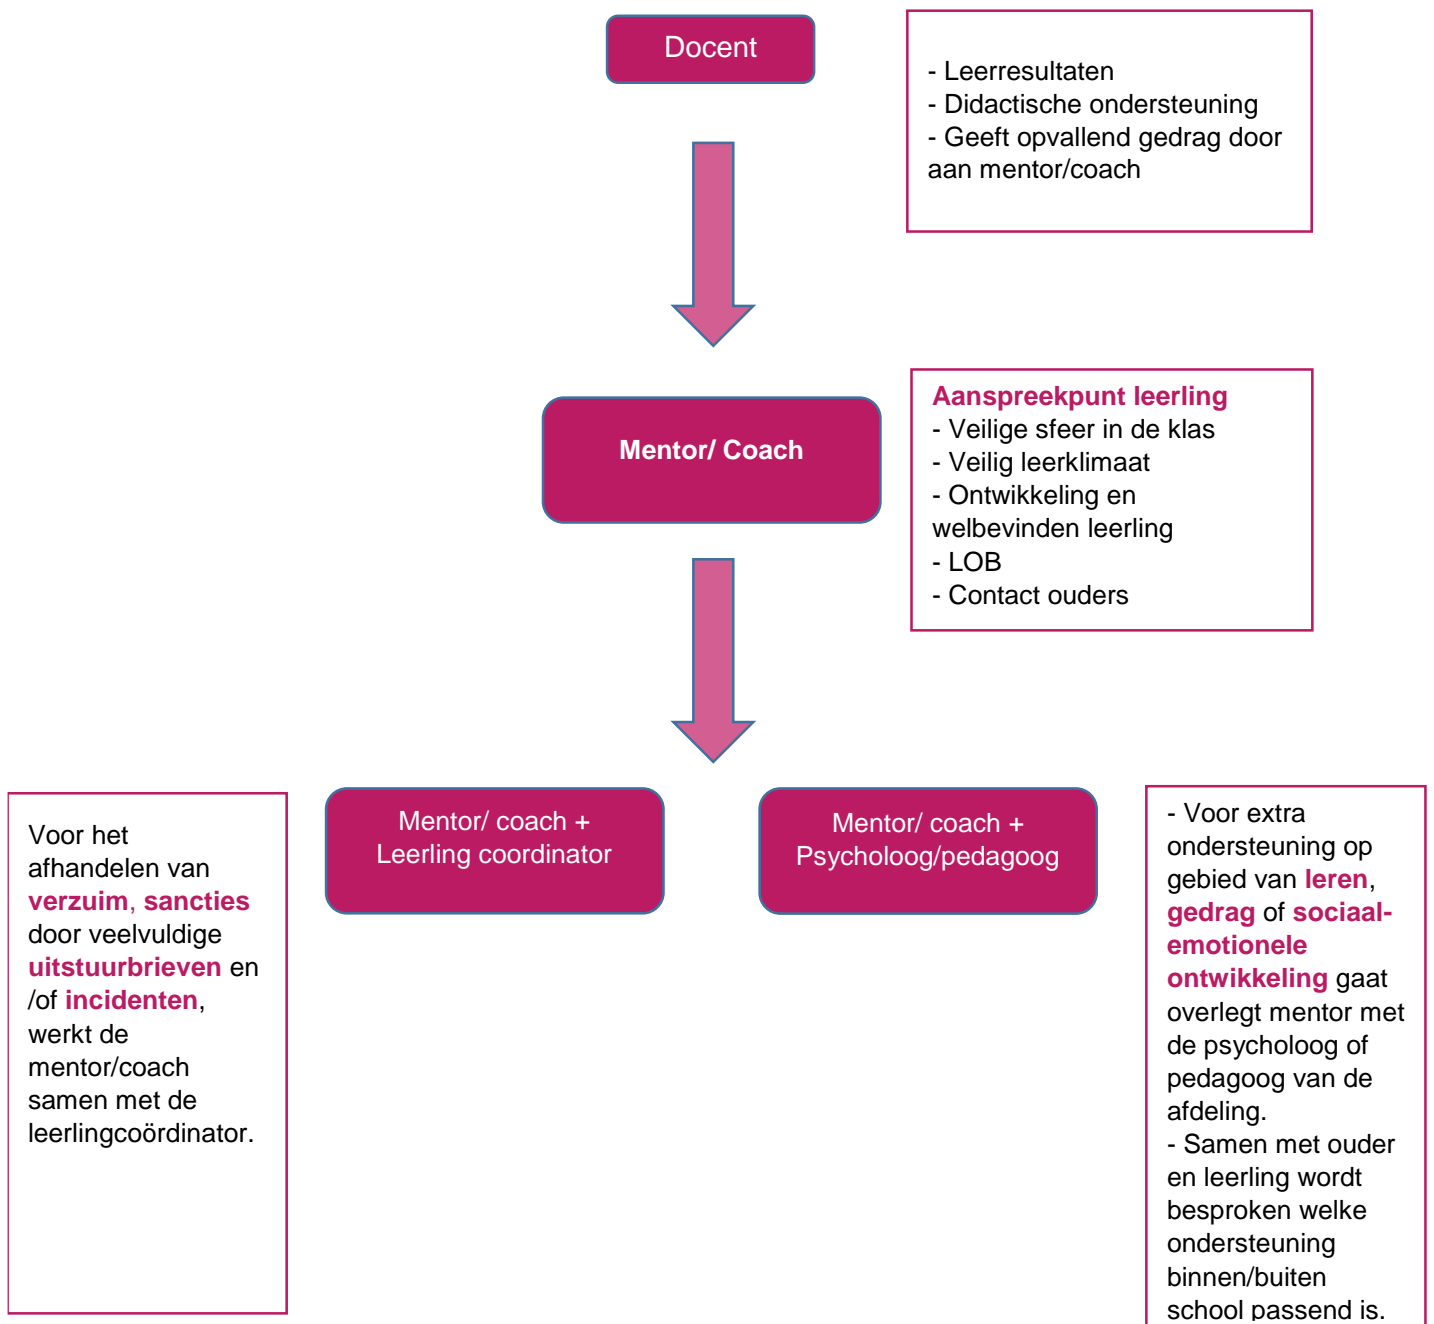 Docent
- Leerresultaten
- Didactische ondersteuning
- Geeft opvallend gedrag door
aan mentor/coach
Mentor/ Coach
Aanspreekpunt leerling
- Veilige sfeer in de klas
- Veilig leerklimaat
- Ontwikkeling en
welbevinden leerling
- LOB
- Contact ouders
Voor het
afhandelen van
verzuim, sancties
door veelvuldige
uitstuurbrieven en
/of incidenten,
werkt de
mentor/coach
samen met de
leerlingcoördinator.
Mentor/ coach +
Leerling coordinator
Mentor/ coach +
Psycholoog/pedagoog
- Voor extra
ondersteuning op
gebied van leren,
gedrag of sociaal-
emotionele
ontwikkeling gaat
overlegt mentor met
de psycholoog of
pedagoog van de
afdeling.
- Samen met ouder
en leerling wordt
besproken welke
ondersteuning
binnen/buiten
school passend is.